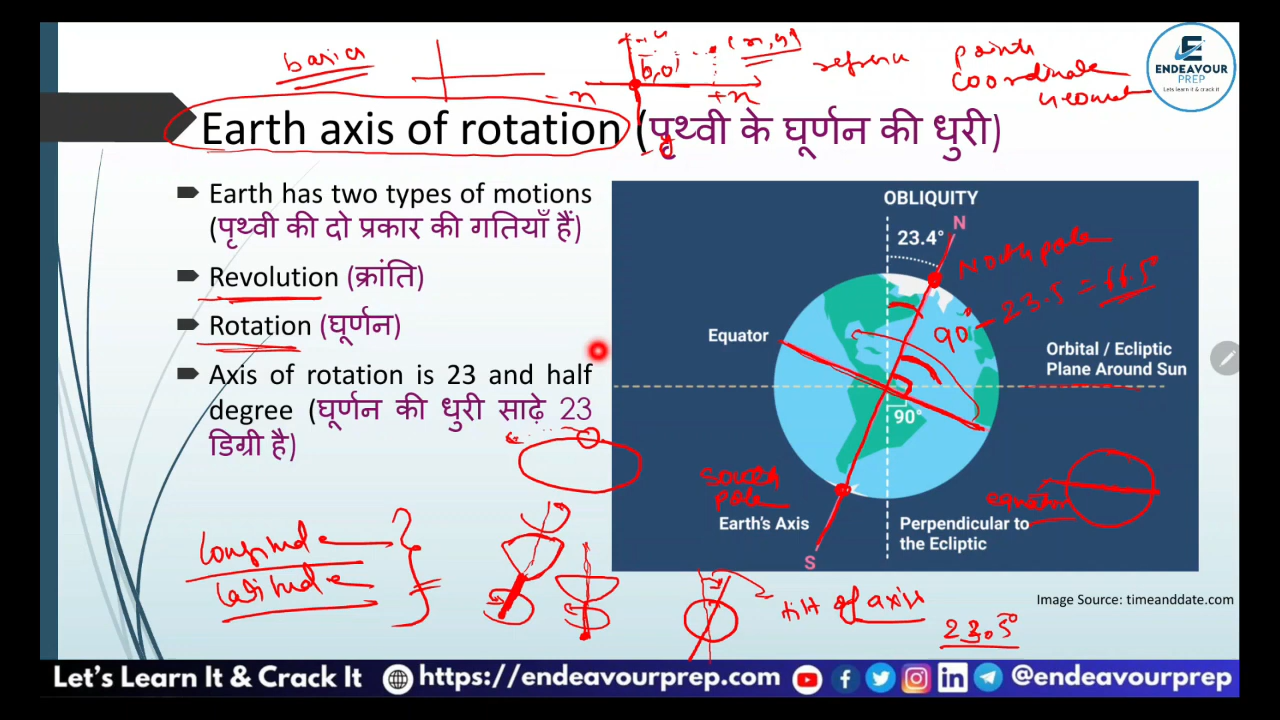 basics
(0,0)
(x,y)
-x
+x
-y
points
coordinate
ENDEAVOUR
PREP
Lets learn it & crack it
Earth axis of rotation (पृथ्वी के घूर्णन की धुरी)
Earth has two types of motions
(पृथ्वी की दो प्रकार की गतियाँ हैं)
Revolution (क्रांति)
Rotation (घूर्णन)
Axis of rotation is 23 and half
degree (घूर्णन की धुरी साढ़े 23
डिग्री है)
OBLIQUITY
23.4°
N
North pole
90° - 23.5 = 66.5°
Equator
Orbital / Ecliptic
Plane Around Sun
90°
South
pole
equator
Earth's Axis
Perpendicular to
the Ecliptic
S
Longitude
Latitude
tilt of axis
23.5°
Image Source: timeanddate.com
Let's Learn It & Crack It
https://endeavourprep.com
@endeavourprep